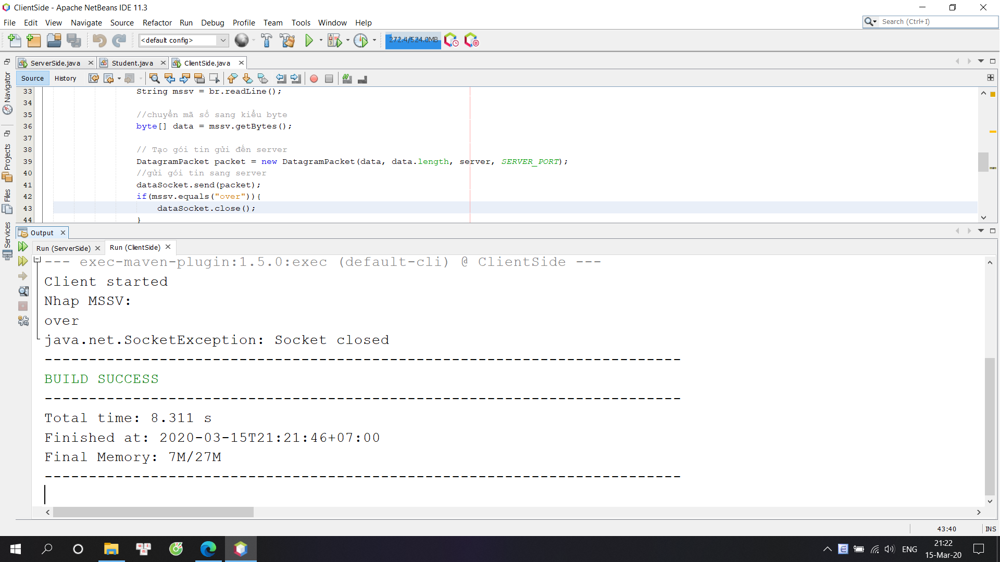 ClientSide - Apache NetBeans IDE 11.3
File Edit View Navigate Source Refactor Run Debug Profile Team Tools Window Help
Search (Ctrl+I)
<default config>
272.4/524.0MB
ServerSide.java
Student.java
ClientSide.java
Source
History
Navigator
Projects
Files
Services
33 String mssv = br.readLine();
34
35 //chuyển mã số sang kiểu byte
36 byte[] data = mssv.getBytes();
37
38 // Tạo gói tin gửi đến server
39 DatagramPacket packet = new DatagramPacket(data, data.length, server, SERVER_PORT);
40 //gửi gói tin sang server
41 dataSocket.send(packet);
42 if(mssv.equals("over")){
43 dataSocket.close();
44 }
Output
Run (ServerSide)
Run (ClientSide)
--- exec-maven-plugin:1.5.0:exec (default-cli) @ ClientSide ---
Client started
Nhap MSSV:
over
java.net.SocketException: Socket closed
------------------------------------------------------------------------
BUILD SUCCESS
------------------------------------------------------------------------
Total time: 8.311 s
Finished at: 2020-03-15T21:21:46+07:00
Final Memory: 7M/27M
------------------------------------------------------------------------
43:40
INS
ENG
21:22
15-Mar-20